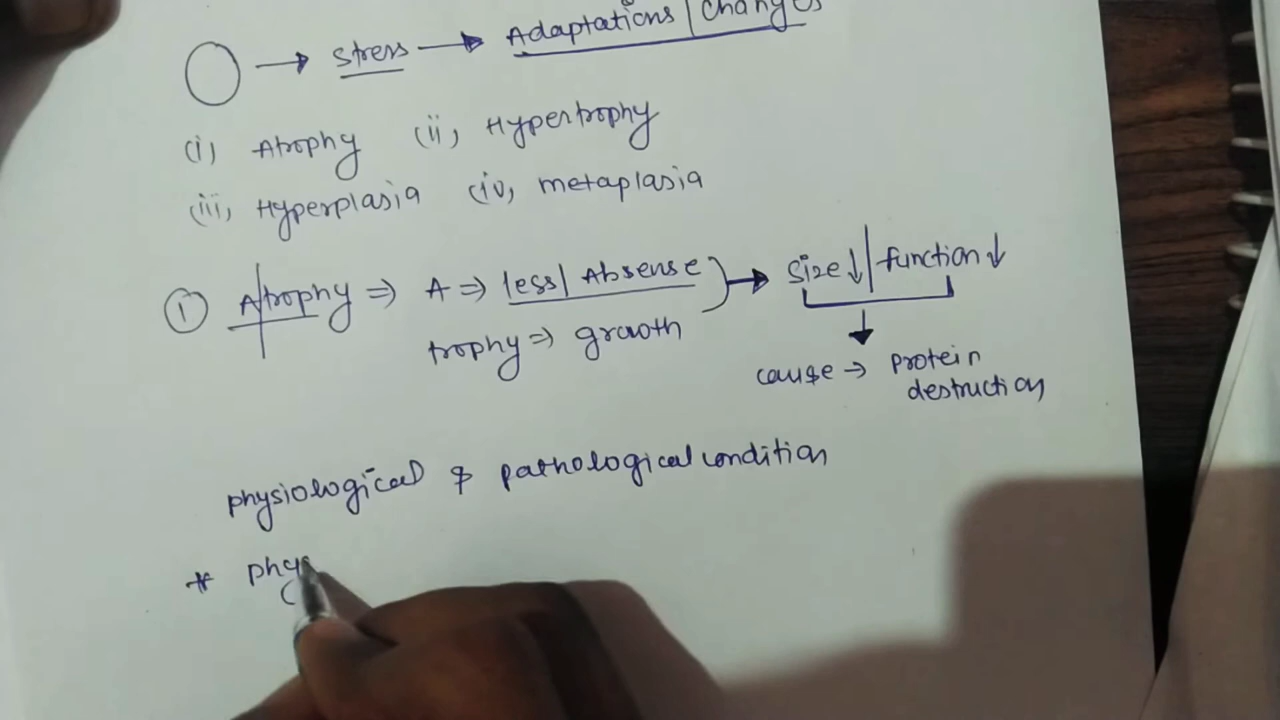 → stress → Adaptations | Changes
(i) Atrophy (ii) Hypertrophy
(iii) Hyperplasia (iv) metaplasia
① Atrophy ⇒ A ⇒ less| Absense → size ↓ | function ↓
trophy ⇒ growth
cause → protein
destruction
physiological & pathological condition
* phys